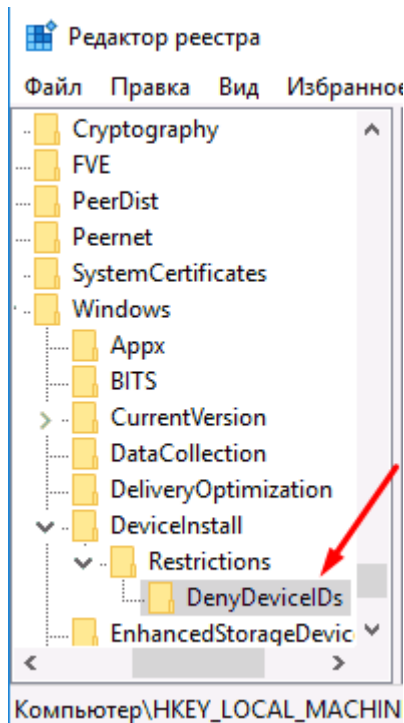 Редактор реестра
Файл Правка Вид Избранное
Cryptography
FVE
PeerDist
Peernet
SystemCertificates
Windows
Appx
BITS
CurrentVersion
DataCollection
DeliveryOptimization
DeviceInstall
Restrictions
DenyDeviceIDs
EnhancedStorageDevic
Компьютер\HKEY_LOCAL_MACHIN